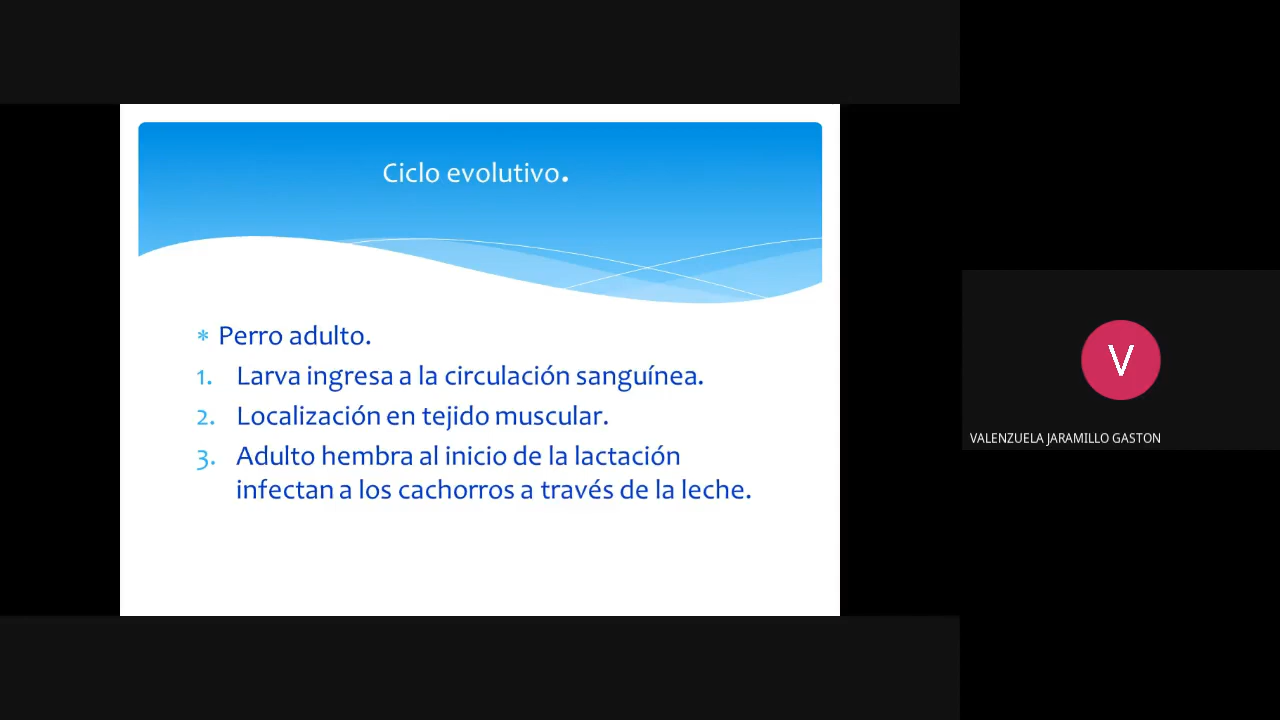 Ciclo evolutivo.
* Perro adulto.
1. Larva ingresa a la circulación sanguínea.
2. Localización en tejido muscular.
3. Adulto hembra al inicio de la lactación
infectan a los cachorros a través de la leche.
V
VALENZUELA JARAMILLO GASTON